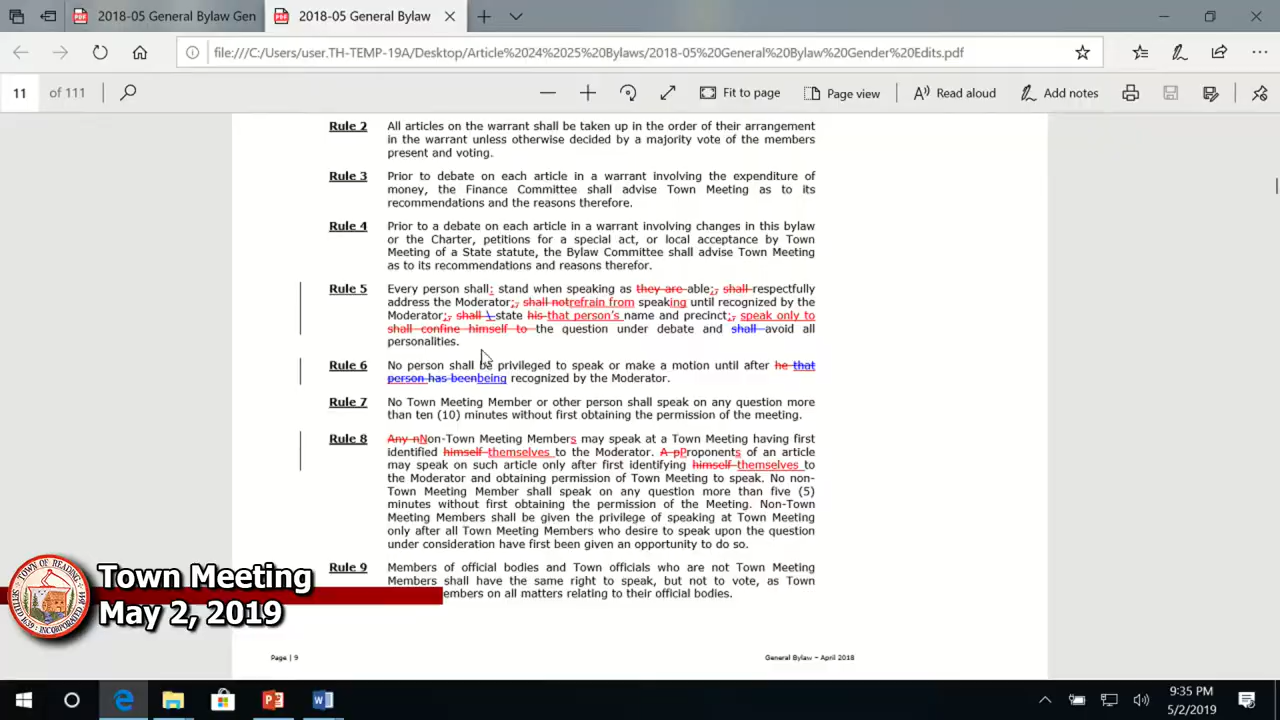 2018-05 General Bylaw Gen
2018-05 General Bylaw
file:///C:/Users/user.TH-TEMP-19A/Desktop/Article%2024%2025%20Bylaws/2018-05%20General%20Bylaw%20Gender%20Edits.pdf
11 of 111
Fit to page
Page view
Read aloud
Add notes
Rule 2 All articles on the warrant shall be taken up in the order of their arrangement
in the warrant unless otherwise decided by a majority vote of the members
present and voting.
Rule 3 Prior to debate on each article in a warrant involving the expenditure of
money, the Finance Committee shall advise Town Meeting as to its
recommendations and the reasons therefore.
Rule 4 Prior to a debate on each article in a warrant involving changes in this bylaw
or the Charter, petitions for a special act, or local acceptance by Town
Meeting of a State statute, the Bylaw Committee shall advise Town Meeting
as to its recommendations and reasons therefor.
Rule 5 Every person shall: stand when speaking as they are able;, shall respectfully
address the Moderator;, shall notrefrain from speaking until recognized by the
Moderator;, shall \ state his that person's name and precinct;, speak only to
shall confine himself to the question under debate and shall avoid all
personalities.
Rule 6 No person shall be privileged to speak or make a motion until after he that
person has beenbeing recognized by the Moderator.
Rule 7 No Town Meeting Member or other person shall speak on any question more
than ten (10) minutes without first obtaining the permission of the meeting.
Rule 8 Any nNon-Town Meeting Members may speak at a Town Meeting having first
identified himself themselves to the Moderator. A pProponents of an article
may speak on such article only after first identifying himself themselves to
the Moderator and obtaining permission of Town Meeting to speak. No non-
Town Meeting Member shall speak on any question more than five (5)
minutes without first obtaining the permission of the Meeting. Non-Town
Meeting Members shall be given the privilege of speaking at Town Meeting
only after all Town Meeting Members who desire to speak upon the question
under consideration have first been given an opportunity to do so.
Rule 9 Members of official bodies and Town officials who are not Town Meeting
Members shall have the same right to speak, but not to vote, as Town
embers on all matters relating to their official bodies.
Page | 9
General Bylaw – April 2018
Town Meeting
May 2, 2019
9:35 PM
5/2/2019